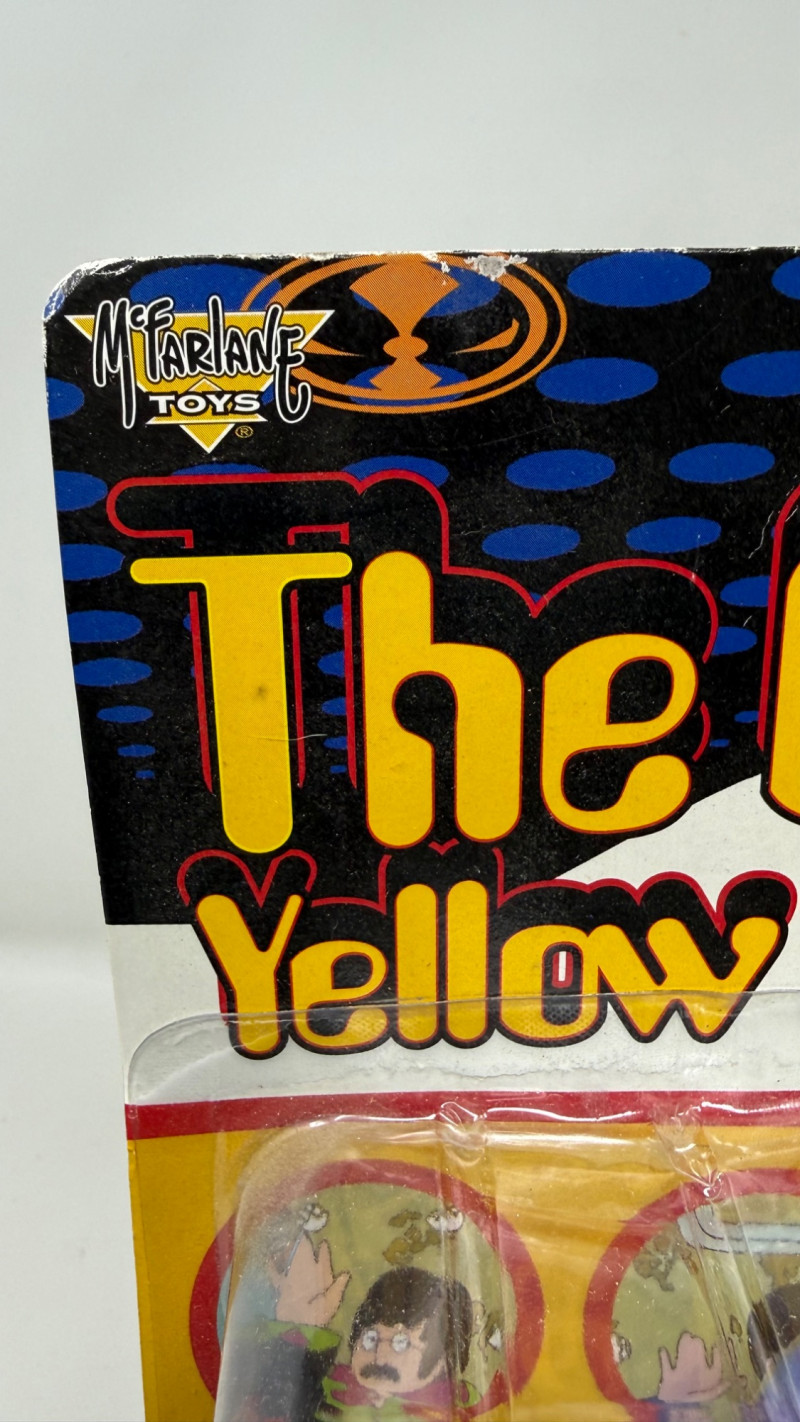 McFARLANE
TOYS®
The
Yellow